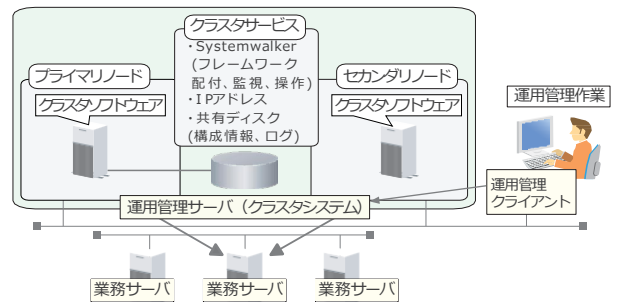 クラスタサービス
・Systemwalker
(フレームワーク
配付、監視、操作)
・IPアドレス
・共有ディスク
(構成情報、ログ)
プライマリノード
クラスタソフトウェア
セカンダリノード
クラスタソフトウェア
運用管理作業
運用管理
クライアント
運用管理サーバ（クラスタシステム）
業務サーバ
業務サーバ
業務サーバ